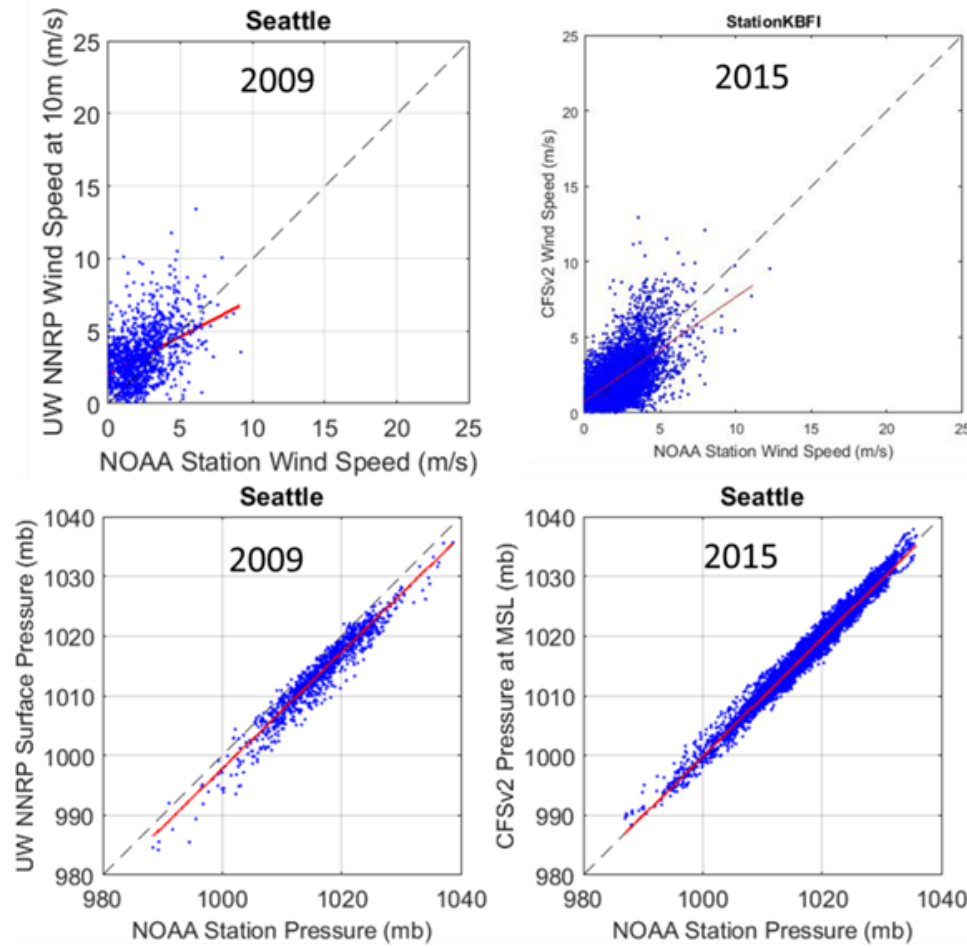 Seattle
2009
UW NNRP Wind Speed at 10m (m/s)
25
20
15
10
5
0
0 5 10 15 20 25
NOAA Station Wind Speed (m/s)
StationKBFI
2015
CFSv2 Wind Speed (m/s)
25
20
15
10
5
0
0 5 10 15 20 25
NOAA Station Wind Speed (m/s)
Seattle
2009
UW NNRP Surface Pressure (mb)
1040
1030
1020
1010
1000
990
980
980 1000 1020 1040
NOAA Station Pressure (mb)
Seattle
2015
CFSv2 Pressure at MSL (mb)
1040
1030
1020
1010
1000
990
980
980 1000 1020 1040
NOAA Station Pressure (mb)